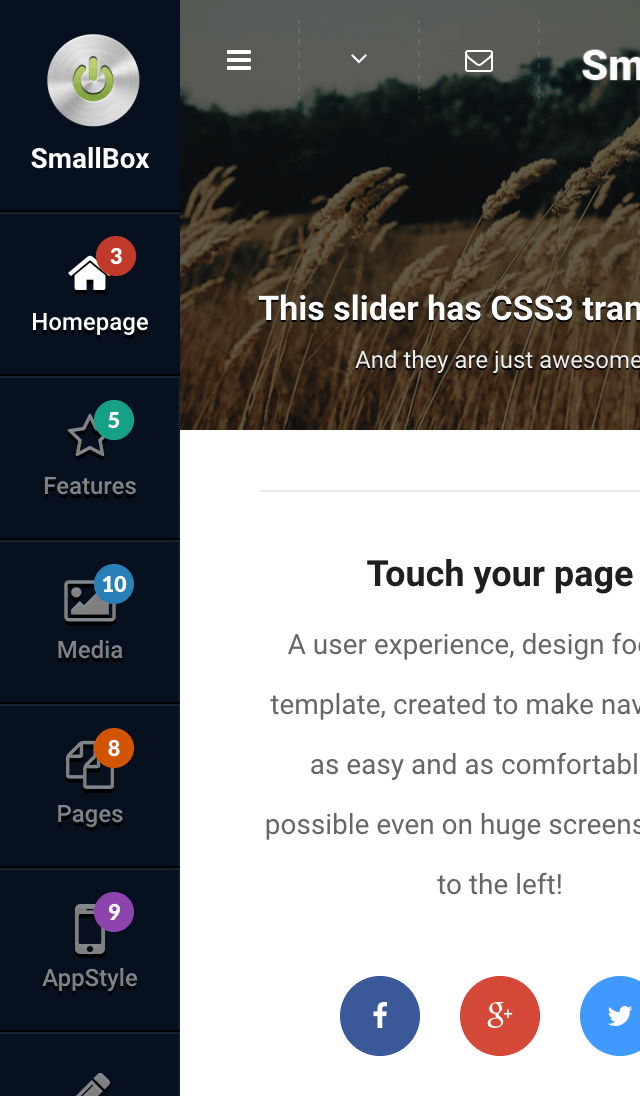 SmallBox
3
Homepage
5
Features
10
Media
8
Pages
9
AppStyle
Sm
This slider has CSS3 tran
And they are just awesome
Touch your page
A user experience, design fo
template, created to make nav
as easy and as comfortabl
possible even on huge screens
to the left!
f
g+